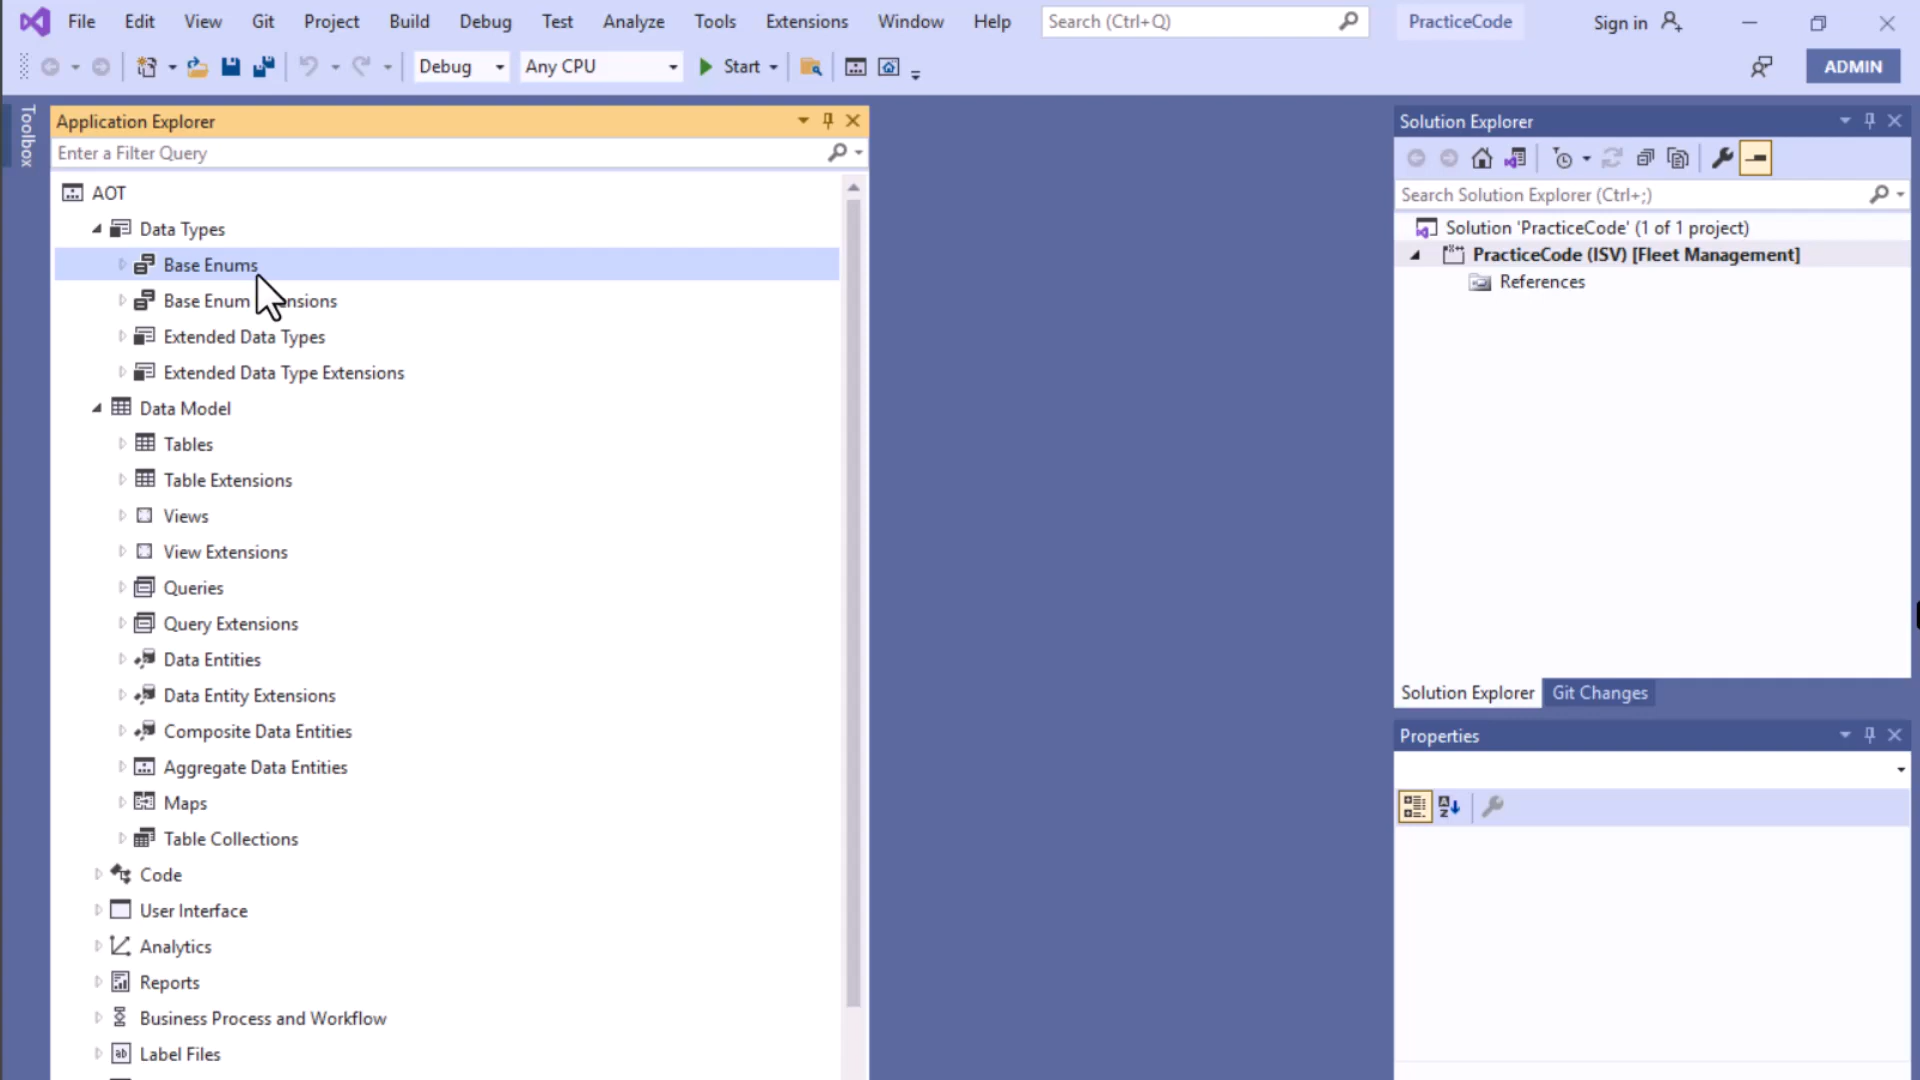 File Edit View Git Project Build Debug Test Analyze Tools Extensions Window Help Search (Ctrl+Q) PracticeCode Sign in
Debug Any CPU Start ADMIN
Toolbox
Application Explorer
Enter a Filter Query
AOT
Data Types
Base Enums
Base Enum nsions
Extended Data Types
Extended Data Type Extensions
Data Model
Tables
Table Extensions
Views
View Extensions
Queries
Query Extensions
Data Entities
Data Entity Extensions
Composite Data Entities
Aggregate Data Entities
Maps
Table Collections
Code
User Interface
Analytics
Reports
Business Process and Workflow
Label Files
Solution Explorer
Search Solution Explorer (Ctrl+;)
Solution 'PracticeCode' (1 of 1 project)
PracticeCode (ISV) [Fleet Management]
References
Solution Explorer Git Changes
Properties